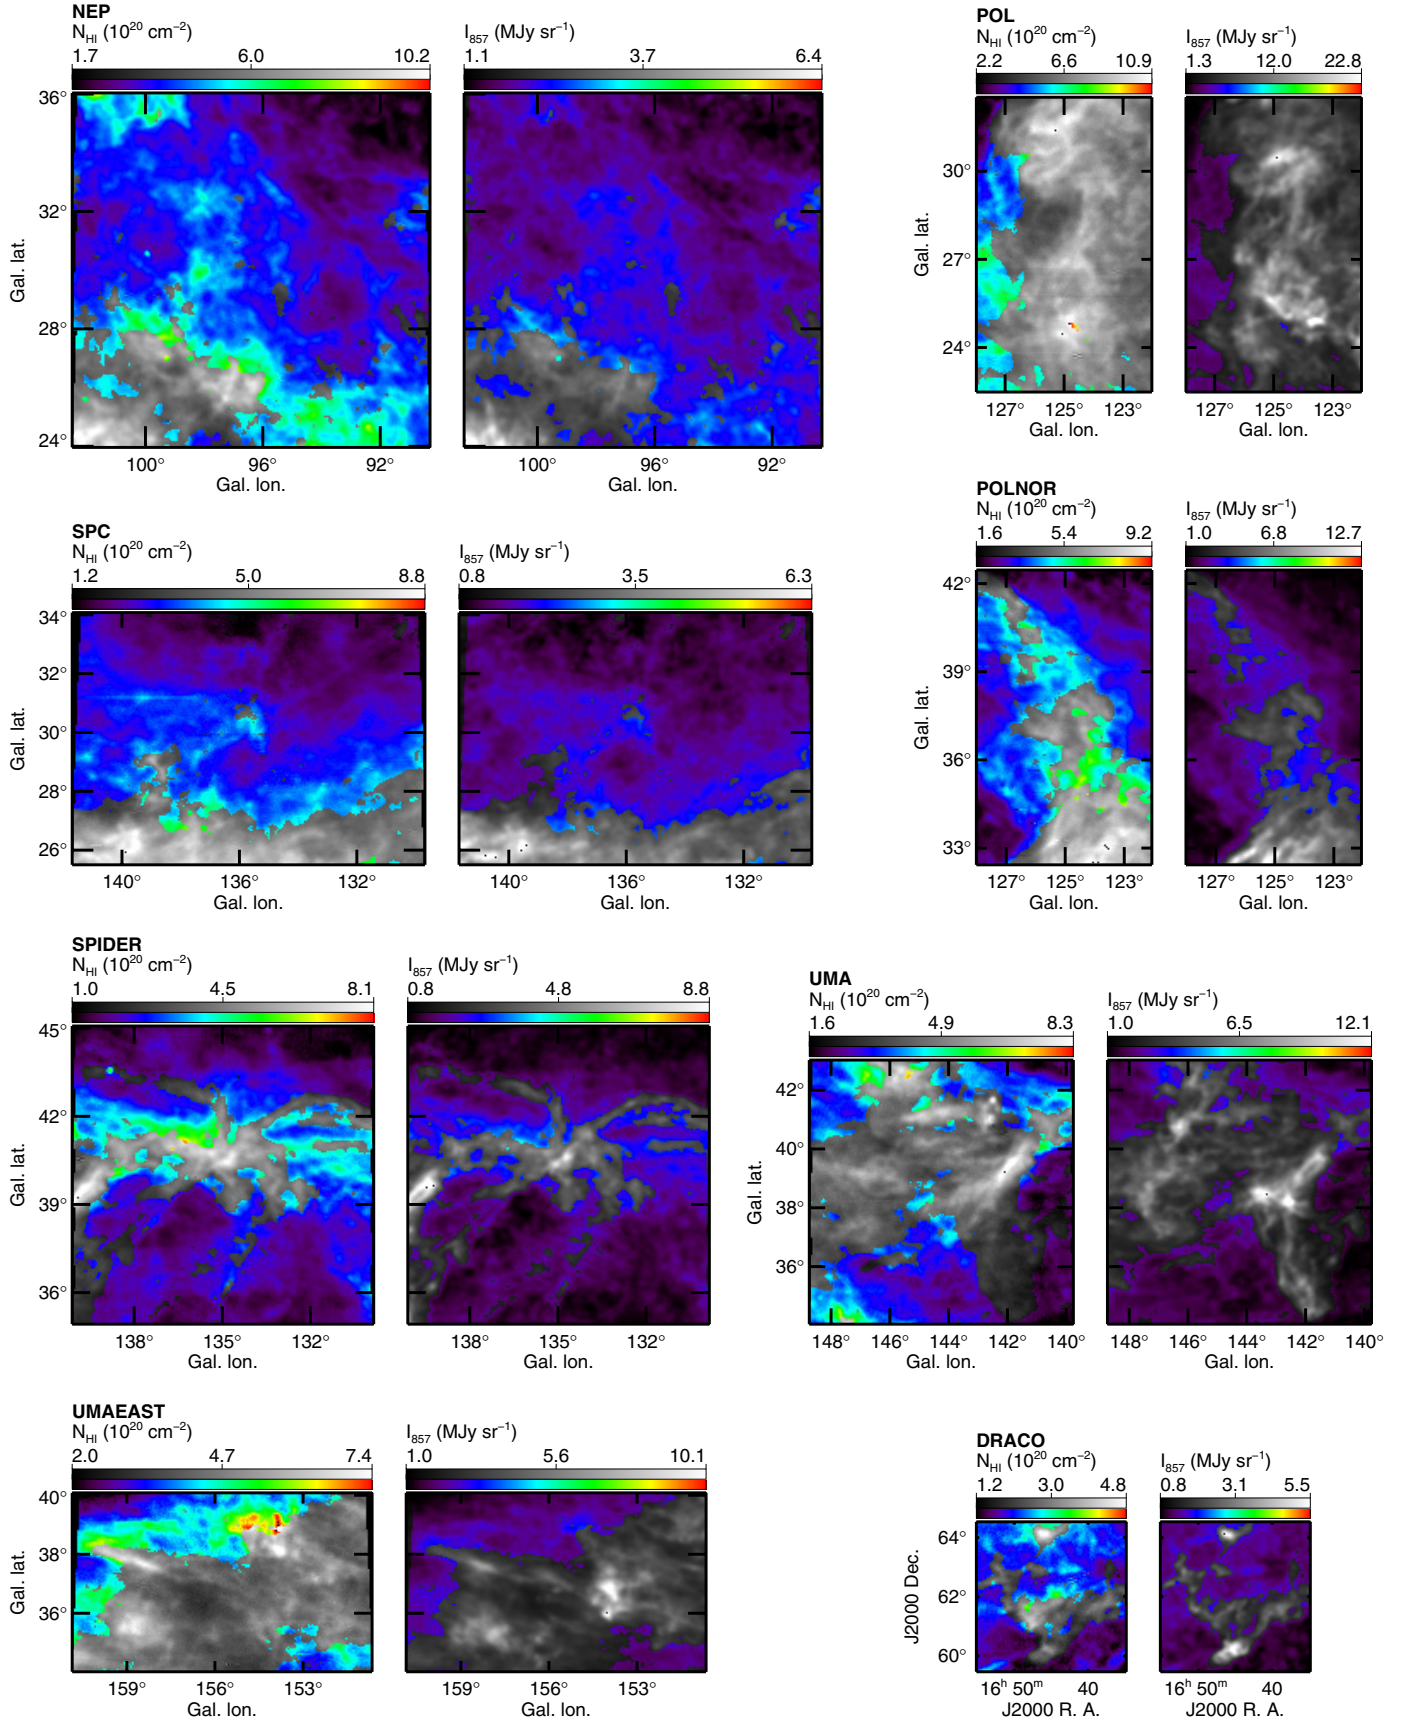 NEP
N_HI (10^20 cm^−2)
1.7 6.0 10.2
I_857 (MJy sr^−1)
1.1 3.7 6.4
36°
32°
28°
24°
Gal. lat.
100° 96° 92°
Gal. lon.
100° 96° 92°
Gal. lon.
POL
N_HI (10^20 cm^−2)
2.2 6.6 10.9
I_857 (MJy sr^−1)
1.3 12.0 22.8
30°
27°
24°
Gal. lat.
127° 125° 123°
Gal. lon.
127° 125° 123°
Gal. lon.
SPC
N_HI (10^20 cm^−2)
1.2 5.0 8.8
I_857 (MJy sr^−1)
0.8 3.5 6.3
34°
32°
30°
28°
26°
Gal. lat.
140° 136° 132°
Gal. lon.
140° 136° 132°
Gal. lon.
POLNOR
N_HI (10^20 cm^−2)
1.6 5.4 9.2
I_857 (MJy sr^−1)
1.0 6.8 12.7
42°
39°
36°
33°
Gal. lat.
127° 125° 123°
Gal. lon.
127° 125° 123°
Gal. lon.
SPIDER
N_HI (10^20 cm^−2)
1.0 4.5 8.1
I_857 (MJy sr^−1)
0.8 4.8 8.8
45°
42°
39°
36°
Gal. lat.
138° 135° 132°
Gal. lon.
138° 135° 132°
Gal. lon.
UMA
N_HI (10^20 cm^−2)
1.6 4.9 8.3
I_857 (MJy sr^−1)
1.0 6.5 12.1
42°
40°
38°
36°
Gal. lat.
148° 146° 144° 142° 140°
Gal. lon.
148° 146° 144° 142° 140°
Gal. lon.
UMAEAST
N_HI (10^20 cm^−2)
2.0 4.7 7.4
I_857 (MJy sr^−1)
1.0 5.6 10.1
40°
38°
36°
Gal. lat.
159° 156° 153°
Gal. lon.
159° 156° 153°
Gal. lon.
DRACO
N_HI (10^20 cm^−2)
1.2 3.0 4.8
I_857 (MJy sr^−1)
0.8 3.1 5.5
64°
62°
60°
J2000 Dec.
16^h 50^m 40
J2000 R. A.
16^h 50^m 40
J2000 R. A.